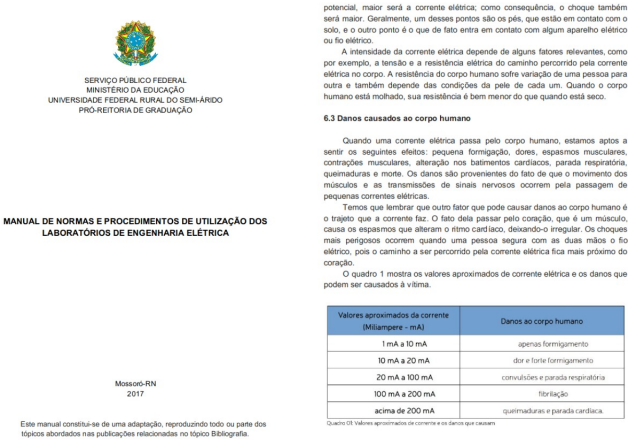 SERVIÇO PÚBLICO FEDERAL
MINISTÉRIO DA EDUCAÇÃO
UNIVERSIDADE FEDERAL RURAL DO SEMI-ÁRIDO
PRÓ-REITORIA DE GRADUAÇÃO
MANUAL DE NORMAS E PROCEDIMENTOS DE UTILIZAÇÃO DOS
LABORATÓRIOS DE ENGENHARIA ELÉTRICA
Mossoró-RN
2017
Este manual constitui-se de uma adaptação, reproduzindo todo ou parte dos
tópicos abordados nas publicações relacionadas no tópico Bibliografia.
potencial, maior será a corrente elétrica; como consequência, o choque também
será maior. Geralmente, um desses pontos são os pés, que estão em contato com o
solo, e o outro ponto é o que de fato entra em contato com algum aparelho elétrico
ou fio elétrico.
A intensidade da corrente elétrica depende de alguns fatores relevantes, como
por exemplo, a tensão e a resistência elétrica do caminho percorrido pela corrente
elétrica no corpo. A resistência do corpo humano sofre variação de uma pessoa para
outra e também depende das condições da pele de cada um. Quando o corpo
humano está molhado, sua resistência é bem menor do que quando está seco.
6.3 Danos causados ao corpo humano
Quando uma corrente elétrica passa pelo corpo humano, estamos aptos a
sentir os seguintes efeitos: pequena formigação, dores, espasmos musculares,
contrações musculares, alteração nos batimentos cardíacos, parada respiratória,
queimaduras e morte. Os danos são provenientes do fato de que o movimento dos
músculos e as transmissões de sinais nervosos ocorrem pela passagem de
pequenas correntes elétricas.
Temos que lembrar que outro fator que pode causar danos ao corpo humano é
o trajeto que a corrente faz. O fato dela passar pelo coração, que é um músculo,
causa os espasmos que alteram o ritmo cardíaco, deixando-o irregular. Os choques
mais perigosos ocorrem quando uma pessoa segura com as duas mãos o fio
elétrico, pois o caminho a ser percorrido pela corrente elétrica fica mais próximo do
coração.
O quadro 1 mostra os valores aproximados de corrente elétrica e os danos que
podem ser causados à vítima.
Valores aproximados da corrente
(Miliampere - mA)
Danos ao corpo humano
1 mA a 10 mA apenas formigamento
10 mA a 20 mA dor e forte formigamento
20 mA a 100 mA convulsões e parada respiratória
100 mA a 200 mA fibrilação
acima de 200 mA queimaduras e parada cardíaca.
Quadro 01: Valores aproximados de corrente e os danos que causam